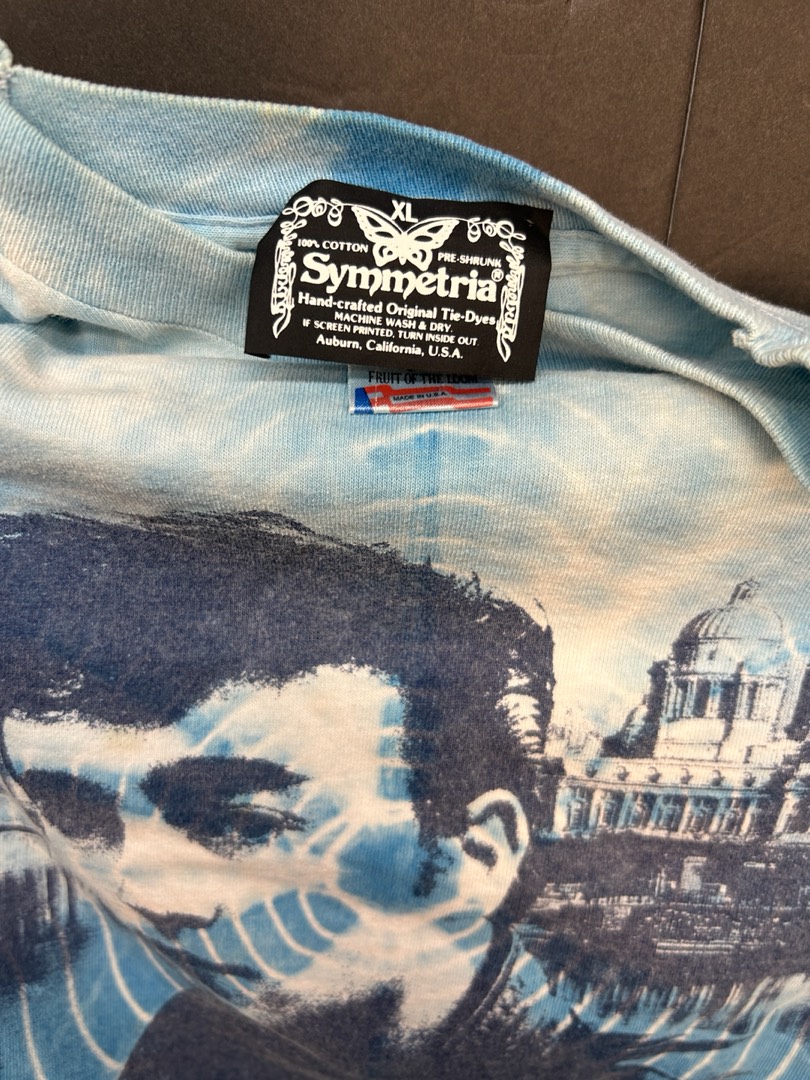 XL
100% COTTON PRE-SHRUNK
Symmetria®
Hand-crafted Original Tie-Dyes
MACHINE WASH & DRY.
IF SCREEN PRINTED, TURN INSIDE OUT
Auburn, California, U.S.A.
FRUIT OF THE LOOM
MADE IN U.S.A.